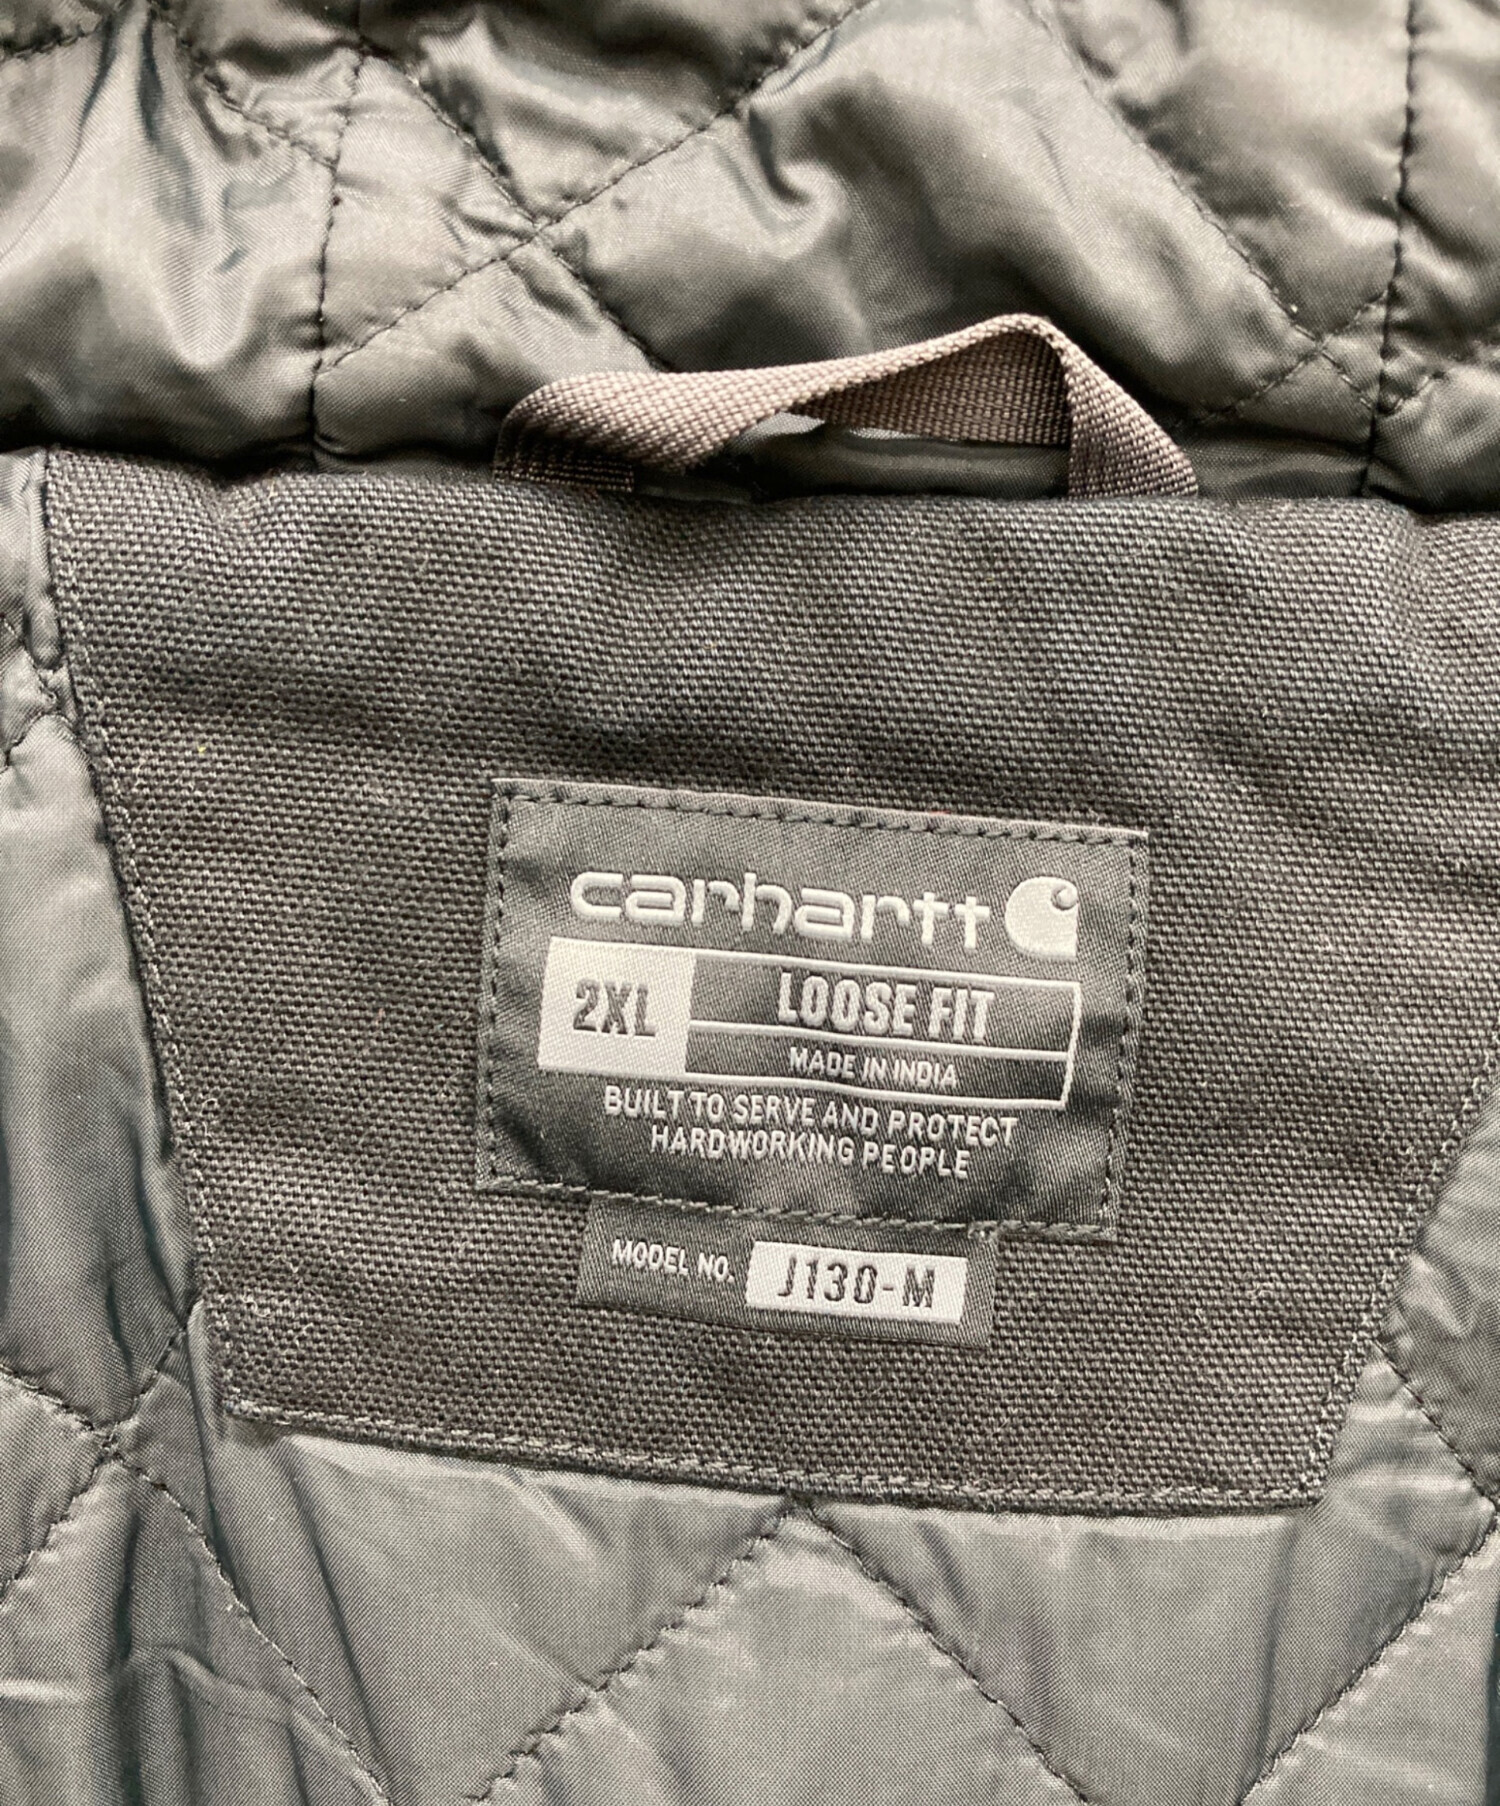 carhartt
2XL
LOOSE FIT
MADE IN INDIA
BUILT TO SERVE AND PROTECT
HARDWORKING PEOPLE
MODEL NO. J130-M